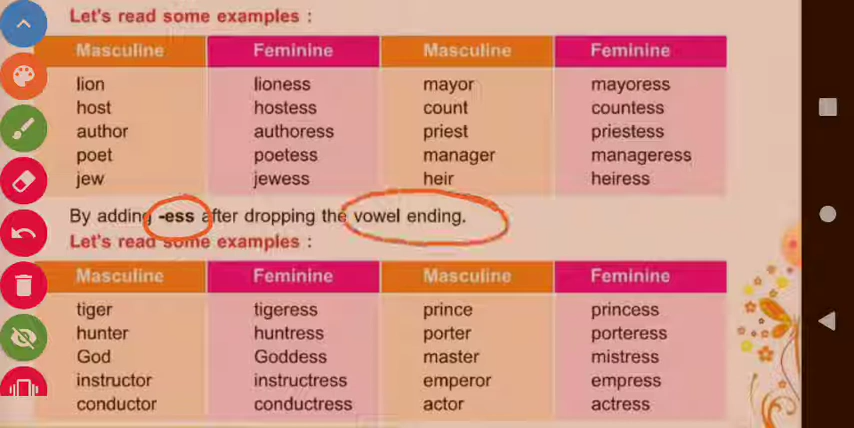 Let's read some examples :
Masculine Feminine Masculine Feminine
lion lioness mayor mayoress
host hostess count countess
author authoress priest priestess
poet poetess manager manageress
jew jewess heir heiress
By adding -ess after dropping the vowel ending.
Let's read some examples :
Masculine Feminine Masculine Feminine
tiger tigeress prince princess
hunter huntress porter porteress
God Goddess master mistress
instructor instructress emperor empress
conductor conductress actor actress